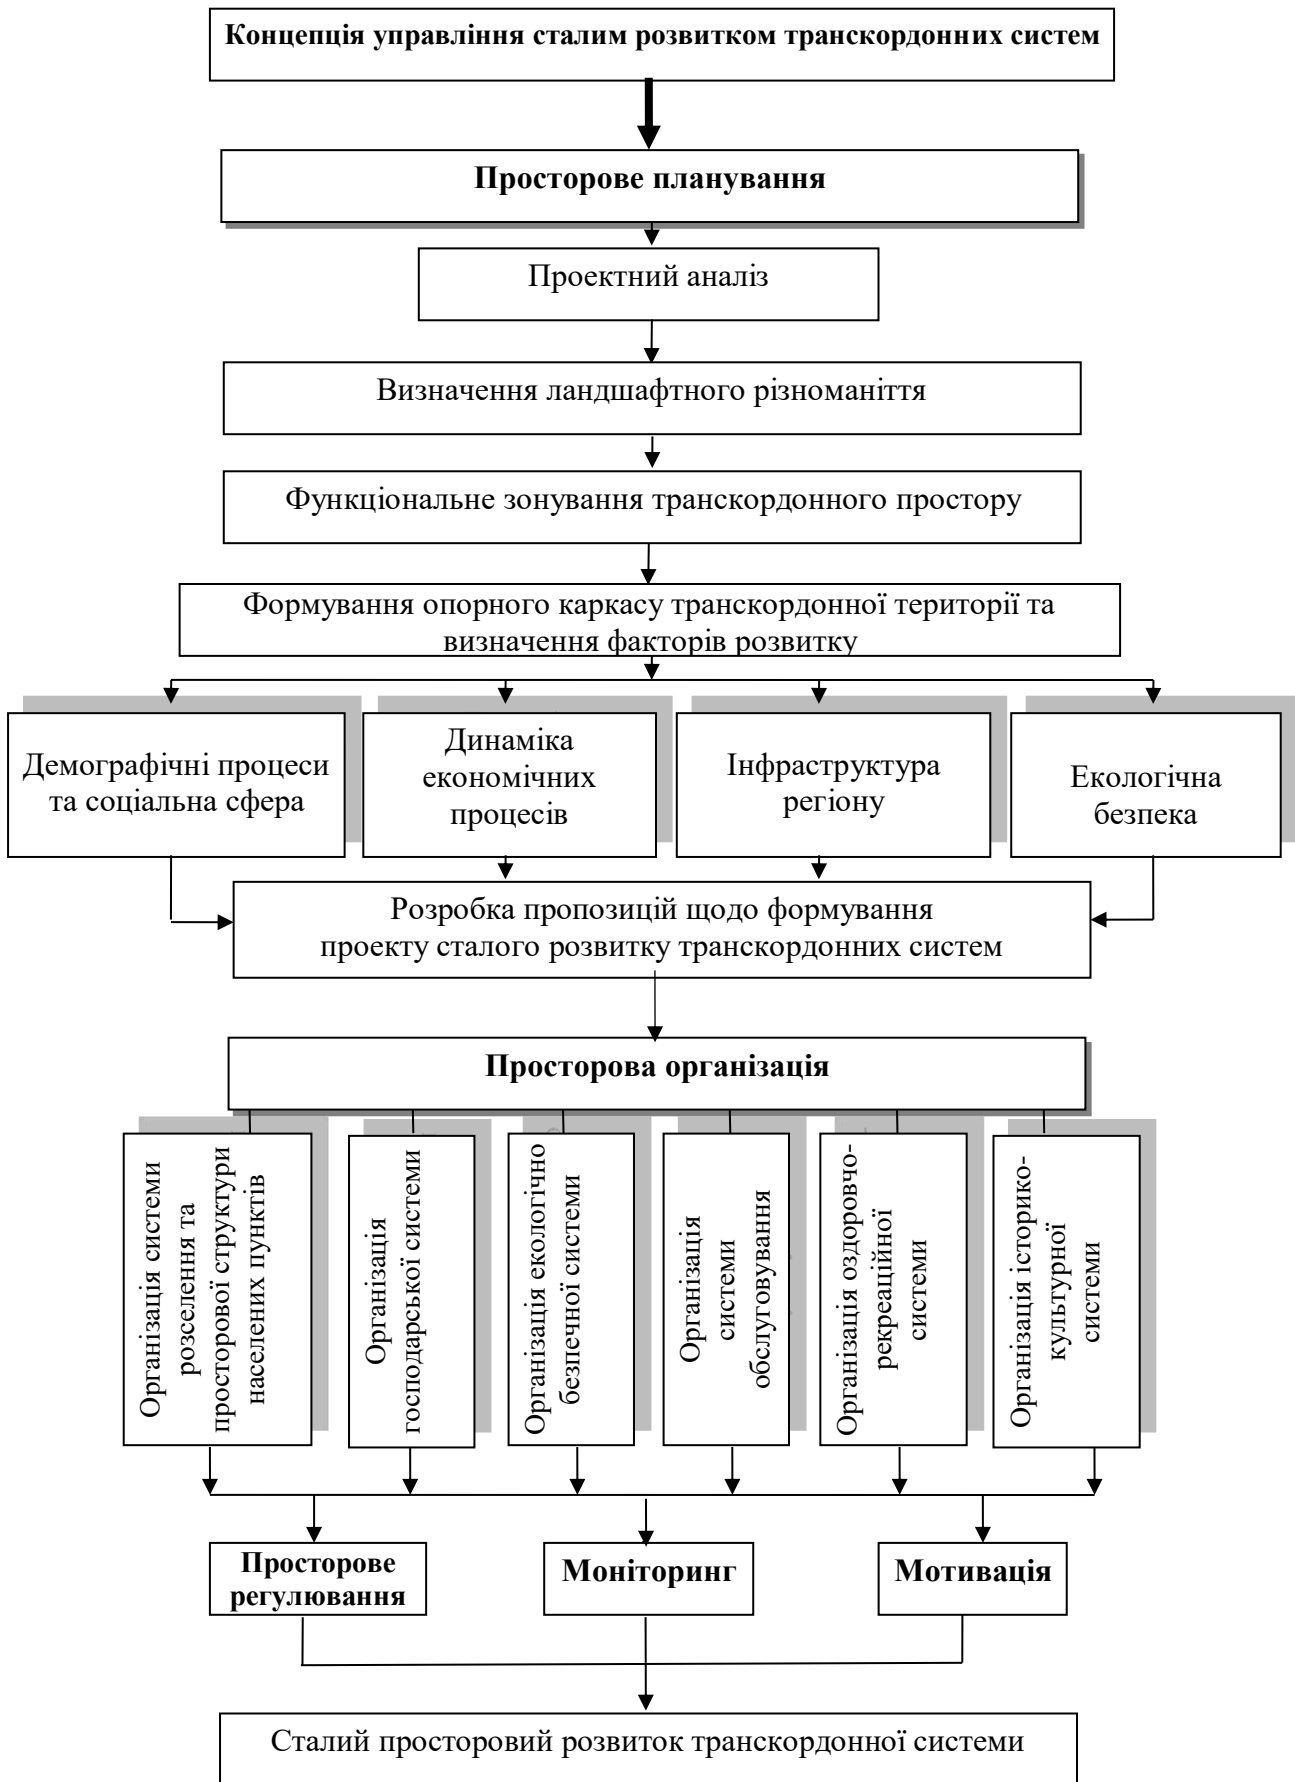 Концепція управління сталим розвитком транскордонних систем
Просторове планування
Проектний аналіз
Визначення ландшафтного різноманіття
Функціональне зонування транскордонного простору
Формування опорного каркасу транскордонної території та
визначення факторів розвитку
Демографічні процеси
та соціальна сфера
Динаміка
економічних
процесів
Інфраструктура
регіону
Екологічна
безпека
Розробка пропозицій щодо формування
проекту сталого розвитку транскордонних систем
Просторова організація
Організація системи
розселення та
просторової структури
населених пунктів
Організація
господарської системи
Організація екологічно
безпечної системи
Організація
системи
обслуговування
Організація оздоровчо-
рекреаційної
системи
Організація історико-
культурної
системи
Просторове
регулювання
Моніторинг
Мотивація
Сталий просторовий розвиток транскордонної системи